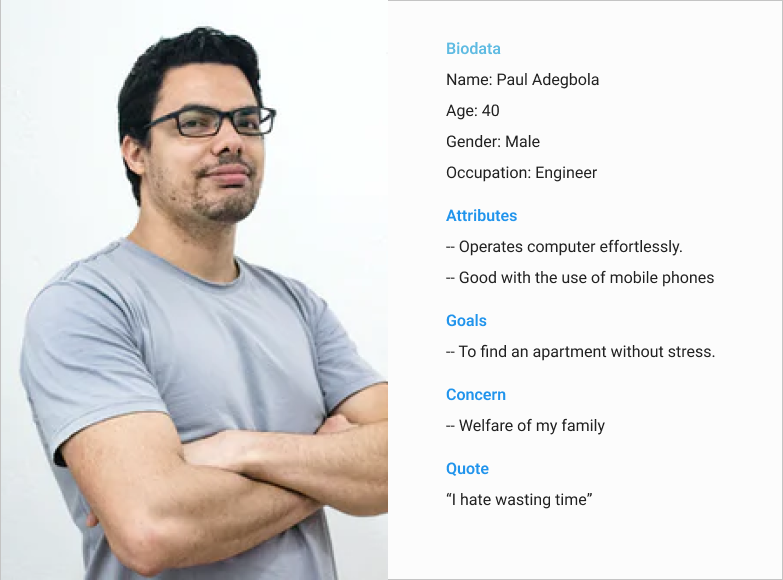 Biodata
Name: Paul Adegbola
Age: 40
Gender: Male
Occupation: Engineer
Attributes
-- Operates computer effortlessly.
-- Good with the use of mobile phones
Goals
-- To find an apartment without stress.
Concern
-- Welfare of my family
Quote
“I hate wasting time”